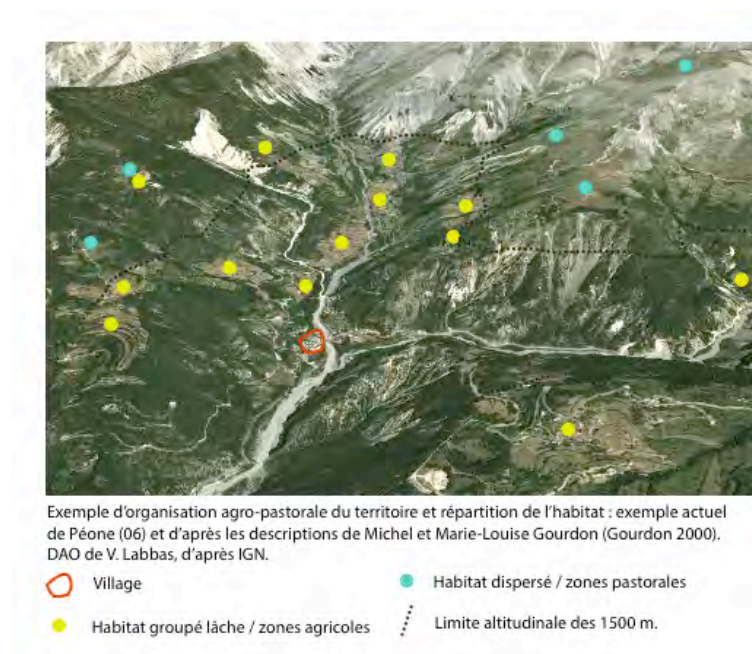 Exemple d'organisation agro-pastorale du territoire et répartition de l'habitat : exemple actuel
de Péone (06) et d'après les descriptions de Michel et Marie-Louise Gourdon (Gourdon 2000).
DAO de V. Labbas, d'après IGN.
Village
Habitat groupé lâche / zones agricoles
Habitat dispersé / zones pastorales
Limite altitudinale des 1500 m.